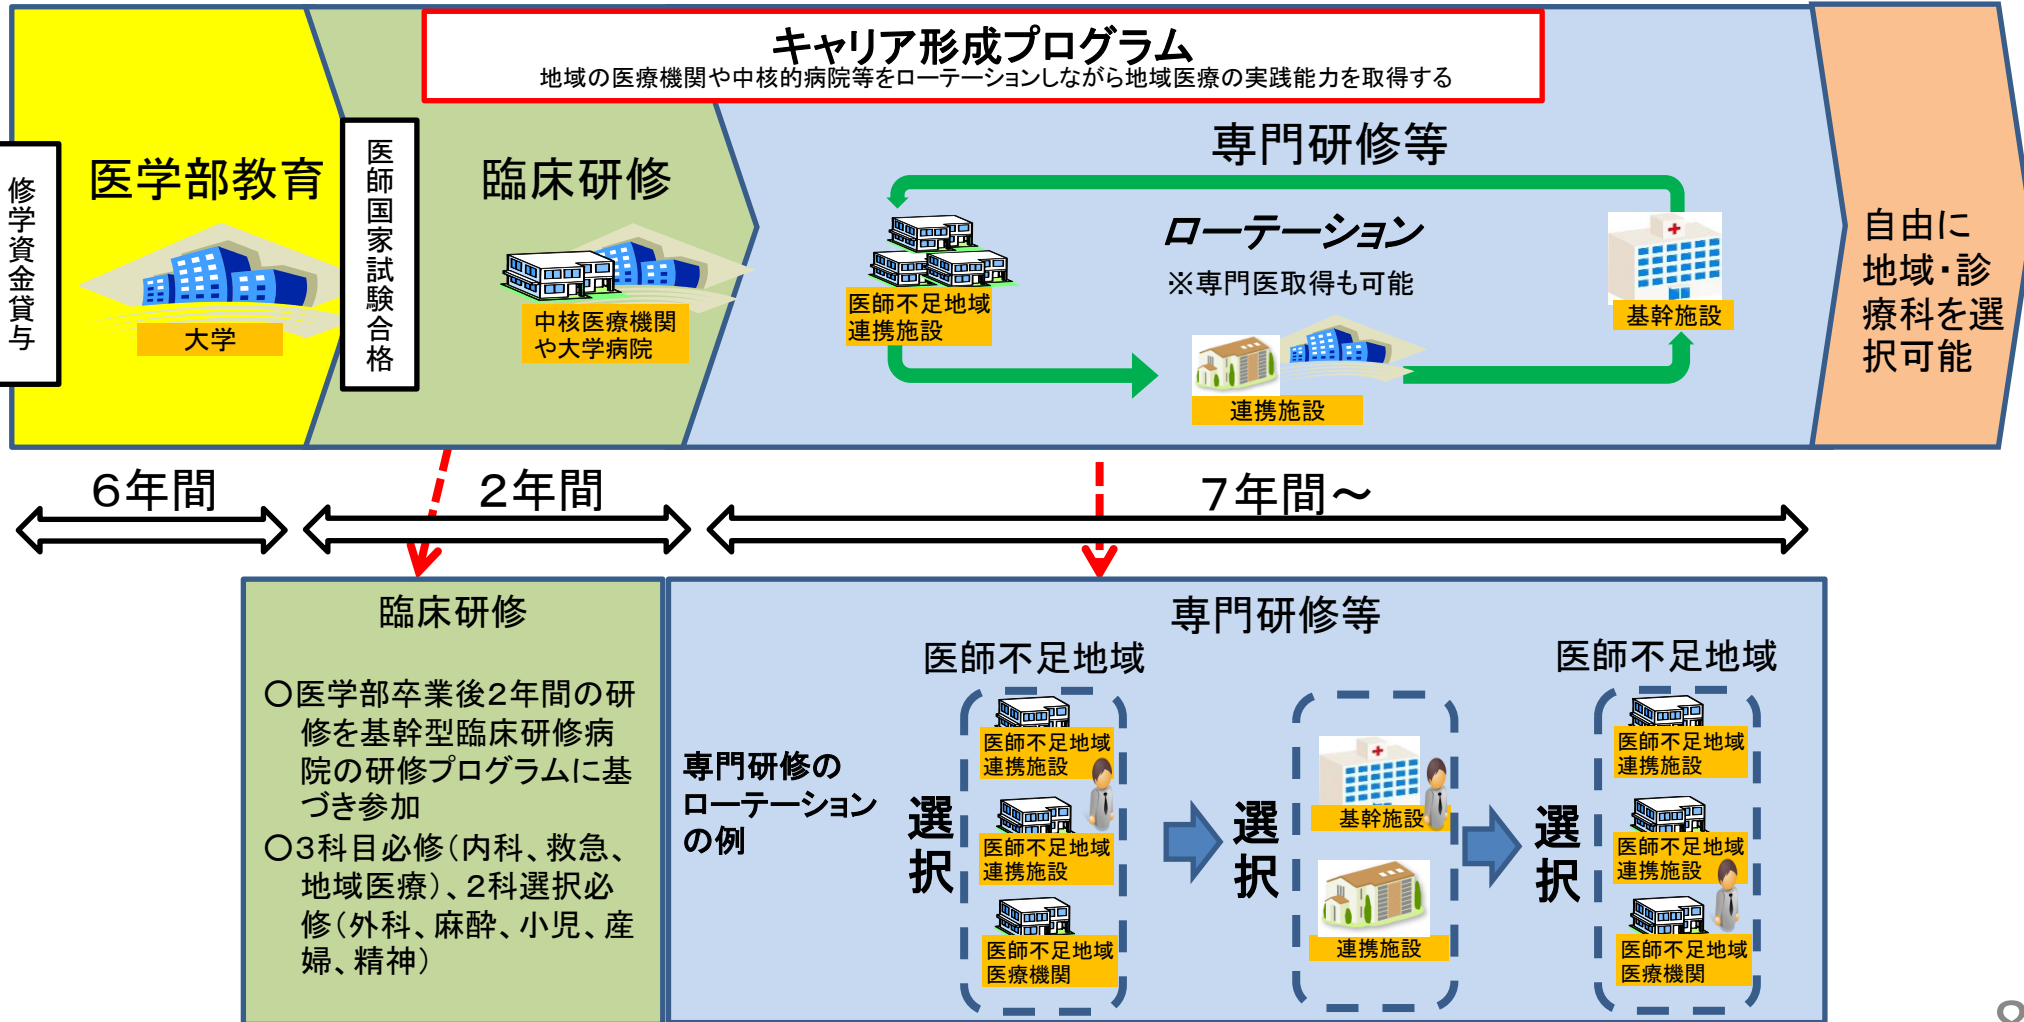 キャリア形成プログラム
地域の医療機関や中核的病院等をローテーションしながら地域医療の実践能力を取得する
修学資金貸与
医学部教育
大学
医師国家試験合格
臨床研修
中核医療機関
や大学病院
専門研修等
ローテーション
※専門医取得も可能
医師不足地域
連携施設
連携施設
基幹施設
自由に
地域・診
療科を選
択可能
6年間
2年間
7年間～
臨床研修
○医学部卒業後2年間の研
修を基幹型臨床研修病
院の研修プログラムに基
づき参加
○3科目必修(内科、救急、
地域医療)、2科選択必
修(外科、麻酔、小児、産
婦、精神)
専門研修等
専門研修の
ローテーション
の例
医師不足地域
選択
医師不足地域
連携施設
医師不足地域
連携施設
医師不足地域
医療機関
選択
基幹施設
連携施設
医師不足地域
選択
医師不足地域
連携施設
医師不足地域
連携施設
医師不足地域
医療機関